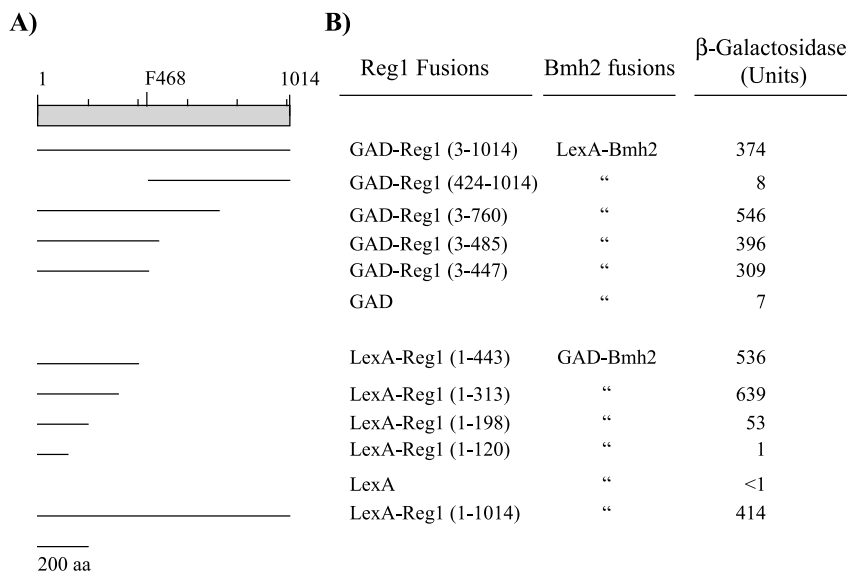 A)
1 F468 1014
200 aa
B)
Reg1 Fusions Bmh2 fusions β-Galactosidase
(Units)
GAD-Reg1 (3-1014) LexA-Bmh2 374
GAD-Reg1 (424-1014) “ 8
GAD-Reg1 (3-760) “ 546
GAD-Reg1 (3-485) “ 396
GAD-Reg1 (3-447) “ 309
GAD “ 7
LexA-Reg1 (1-443) GAD-Bmh2 536
LexA-Reg1 (1-313) “ 639
LexA-Reg1 (1-198) “ 53
LexA-Reg1 (1-120) “ 1
LexA “ <1
LexA-Reg1 (1-1014) “ 414